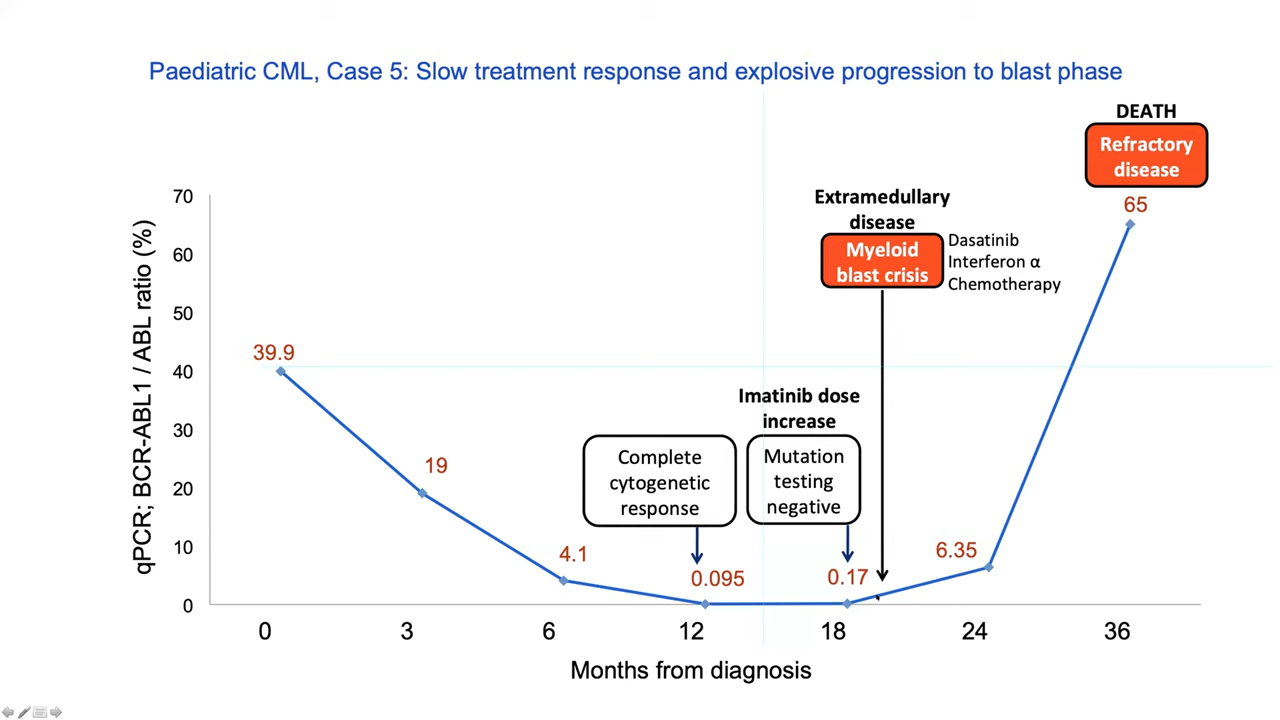 Paediatric CML, Case 5: Slow treatment response and explosive progression to blast phase
DEATH
Refractory
disease
65
Extramedullary
disease
Myeloid
blast crisis
Dasatinib
Interferon α
Chemotherapy
qPCR; BCR-ABL1 / ABL ratio (%)
70
60
50
40
30
20
10
0
39.9
19
4.1
Complete
cytogenetic
response
0.095
Imatinib dose
increase
Mutation
testing
negative
0.17
6.35
0
3
6
12
18
24
36
Months from diagnosis